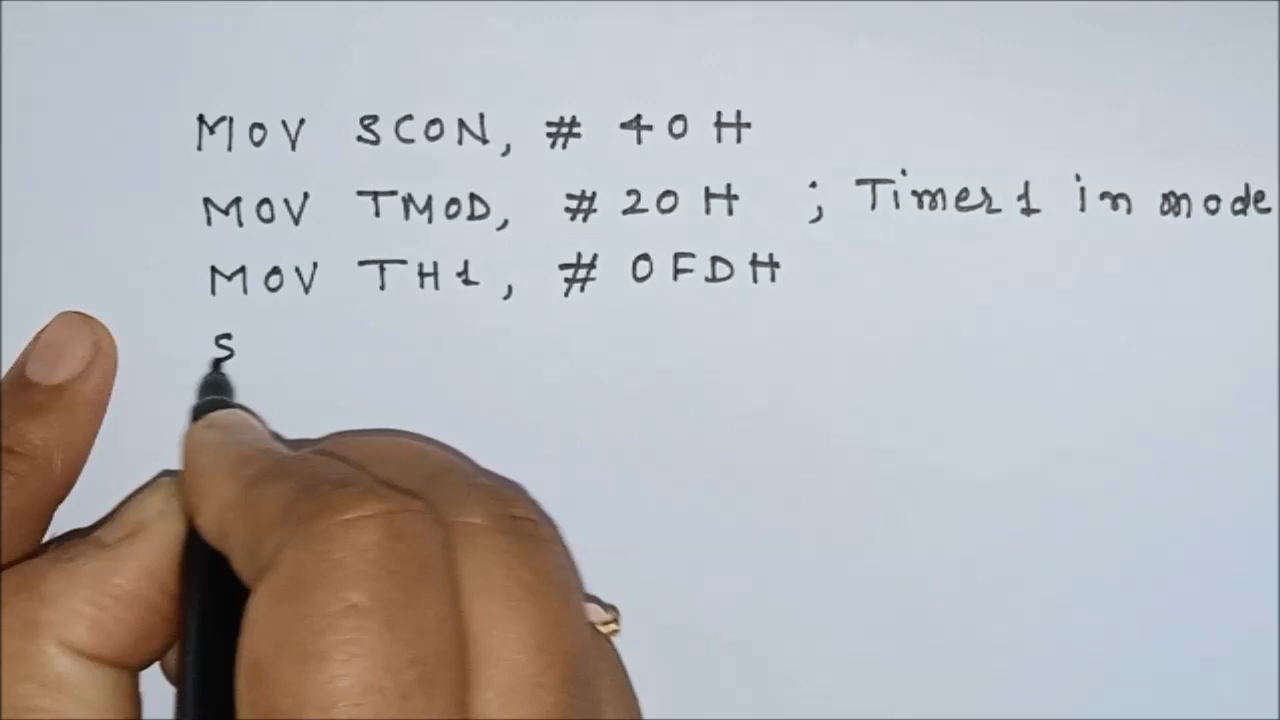 MOV SCON, # 40H
MOV TMOD, #20H ; Timer1 in mode
MOV TH1, # 0FDH
S